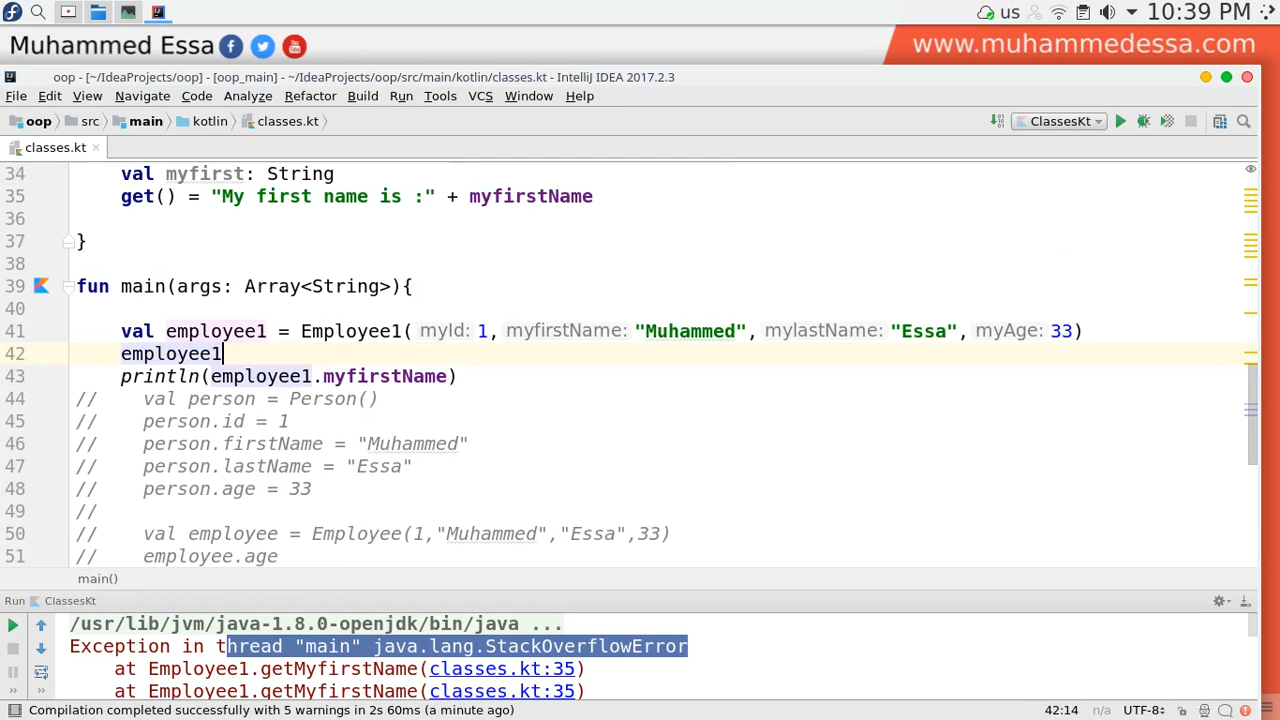 us 10:39 PM
Muhammed Essa www.muhammedessa.com
oop - [~/IdeaProjects/oop] - [oop_main] - ~/IdeaProjects/oop/src/main/kotlin/classes.kt - IntelliJ IDEA 2017.2.3
File Edit View Navigate Code Analyze Refactor Build Run Tools VCS Window Help
oop src main kotlin classes.kt ClassesKt
classes.kt
34 val myfirst: String
35 get() = "My first name is :" + myfirstName
36
37 }
38
39 fun main(args: Array<String>){
40
41 val employee1 = Employee1( myId: 1, myfirstName: "Muhammed", mylastName: "Essa", myAge: 33)
42 employee1
43 println(employee1.myfirstName)
44 // val person = Person()
45 // person.id = 1
46 // person.firstName = "Muhammed"
47 // person.lastName = "Essa"
48 // person.age = 33
49 //
50 // val employee = Employee(1,"Muhammed","Essa",33)
51 // employee.age
main()
Run ClassesKt
/usr/lib/jvm/java-1.8.0-openjdk/bin/java ...
Exception in thread "main" java.lang.StackOverflowError
at Employee1.getMyfirstName(classes.kt:35)
at Employee1.getMyfirstName(classes.kt:35)
Compilation completed successfully with 5 warnings in 2s 60ms (a minute ago) 42:14 n/a UTF-8